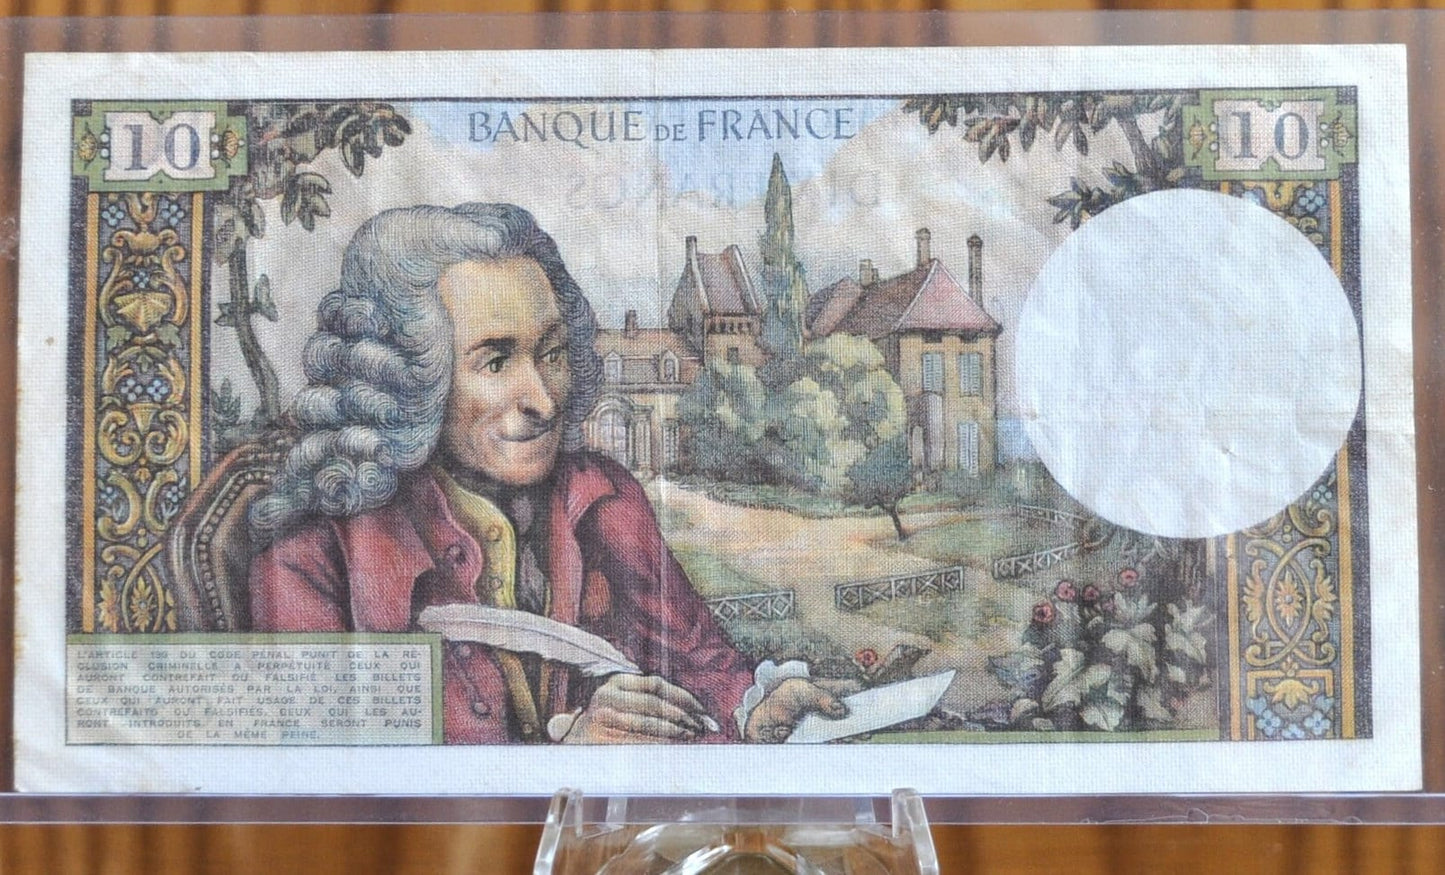 10
BANQUE DE FRANCE
10
L'ARTICLE 139 DU CODE PÉNAL PUNIT DE LA RÉ-
CLUSION CRIMINELLE À PERPÉTUITÉ CEUX QUI
AURONT CONTREFAIT OU FALSIFIÉ LES BILLETS
DE BANQUE AUTORISÉS PAR LA LOI, AINSI QUE
CEUX QUI AURONT FAIT USAGE DE CES BILLETS
CONTREFAITS OU FALSIFIÉS. CEUX QUI LES AU-
RONT INTRODUITS EN FRANCE SERONT PUNIS
DE LA MÊME PEINE.